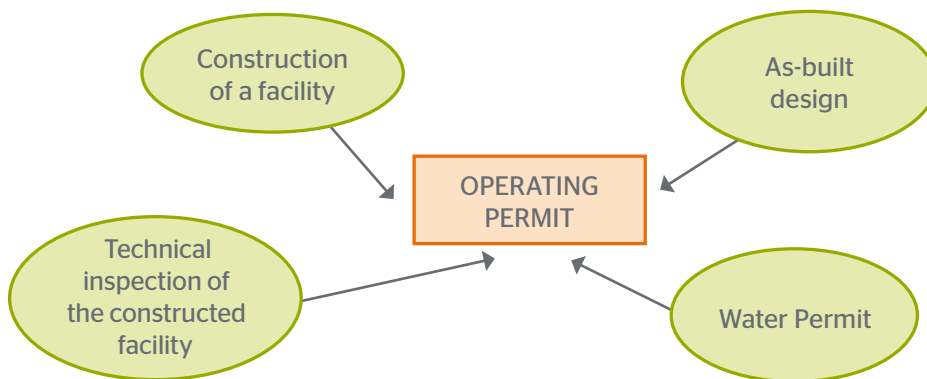 Construction
of a facility
As-built
design
OPERATING
PERMIT
Technical
inspection of
the constructed
facility
Water Permit